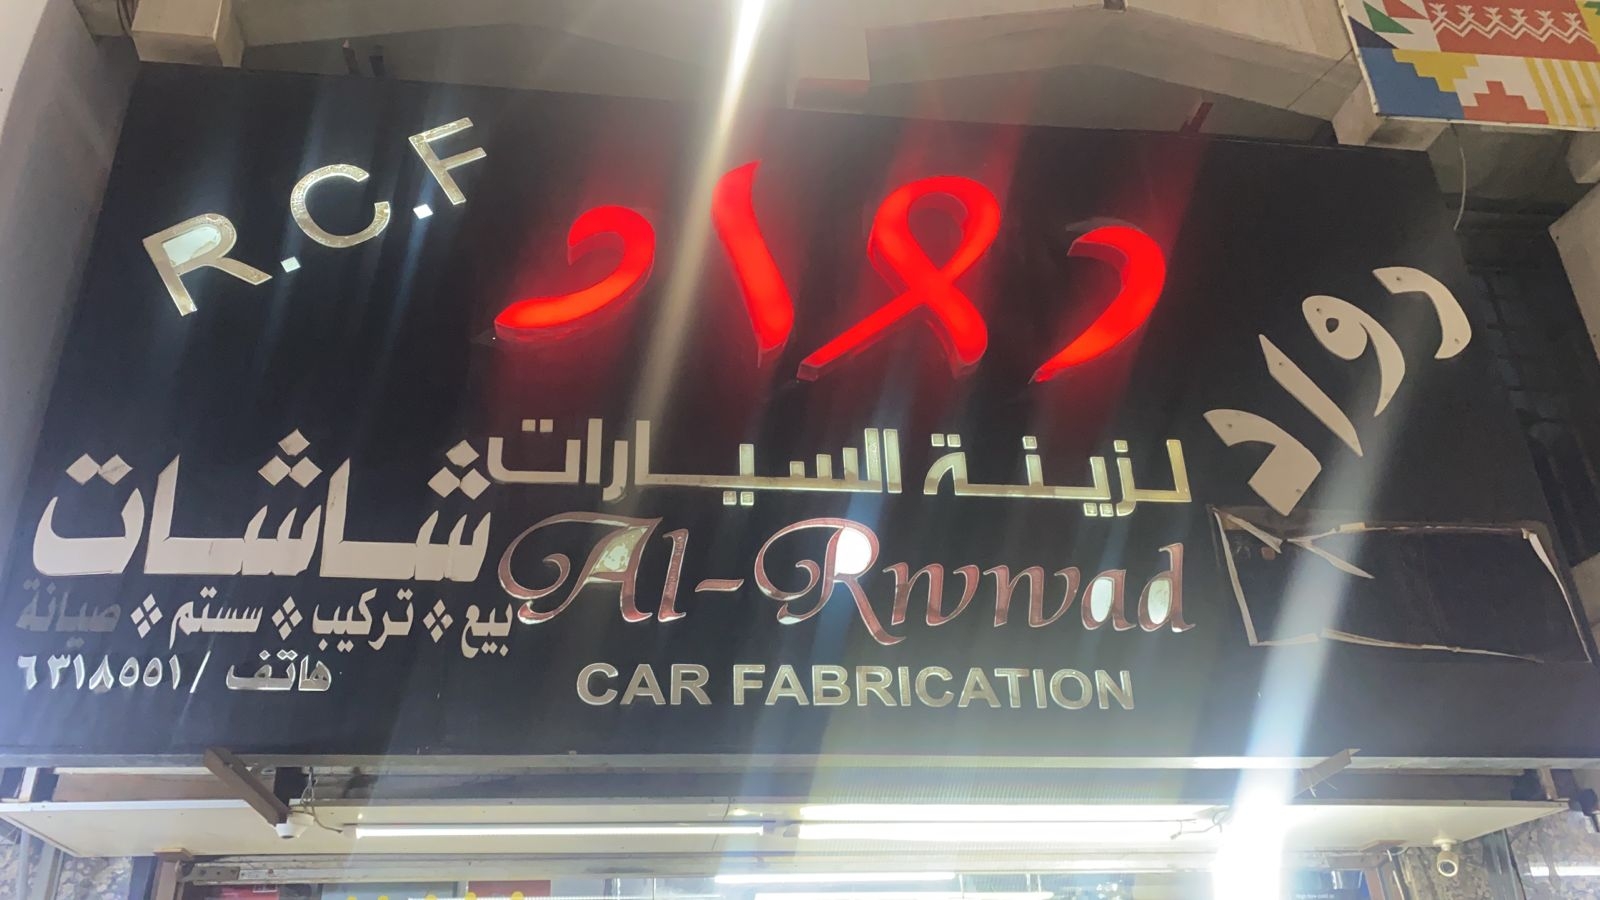 R.C.F
رواد
رواد
لزينة السيارات
شاشات
Al-Rwwad
بيع ❖ تركيب ❖ سستم ❖ صيانة
هاتف / ٦٣١٨٥٥١
CAR FABRICATION